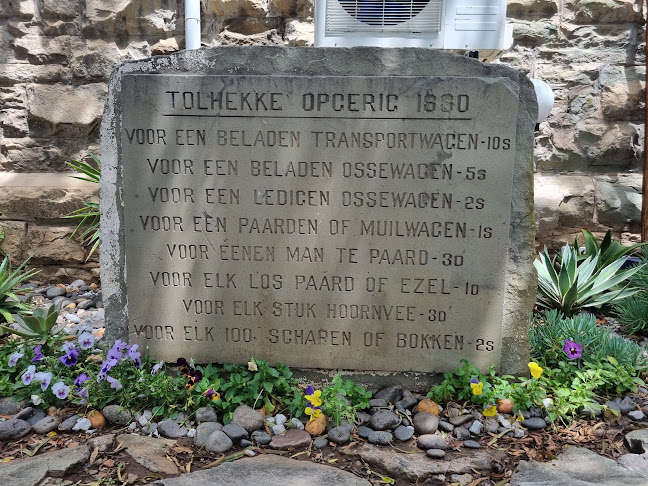 TOLHEKKE OPGERIG 1880
VOOR EEN BELADEN TRANSPORTWAGEN-10S
VOOR EEN BELADEN OSSEWAGEN-5S
VOOR EEN LEDIGEN OSSEWAGEN-2S
VOOR EEN PAARDEN OF MUILWAGEN-1S
VOOR ÉENEN MAN TE PAARD-3D
VOOR ELK LOS PAARD OF EZEL-1D
VOOR ELK STUK HOORNVEE-3D
VOOR ELK 100 SCHAPEN OF BOKKEN-2S